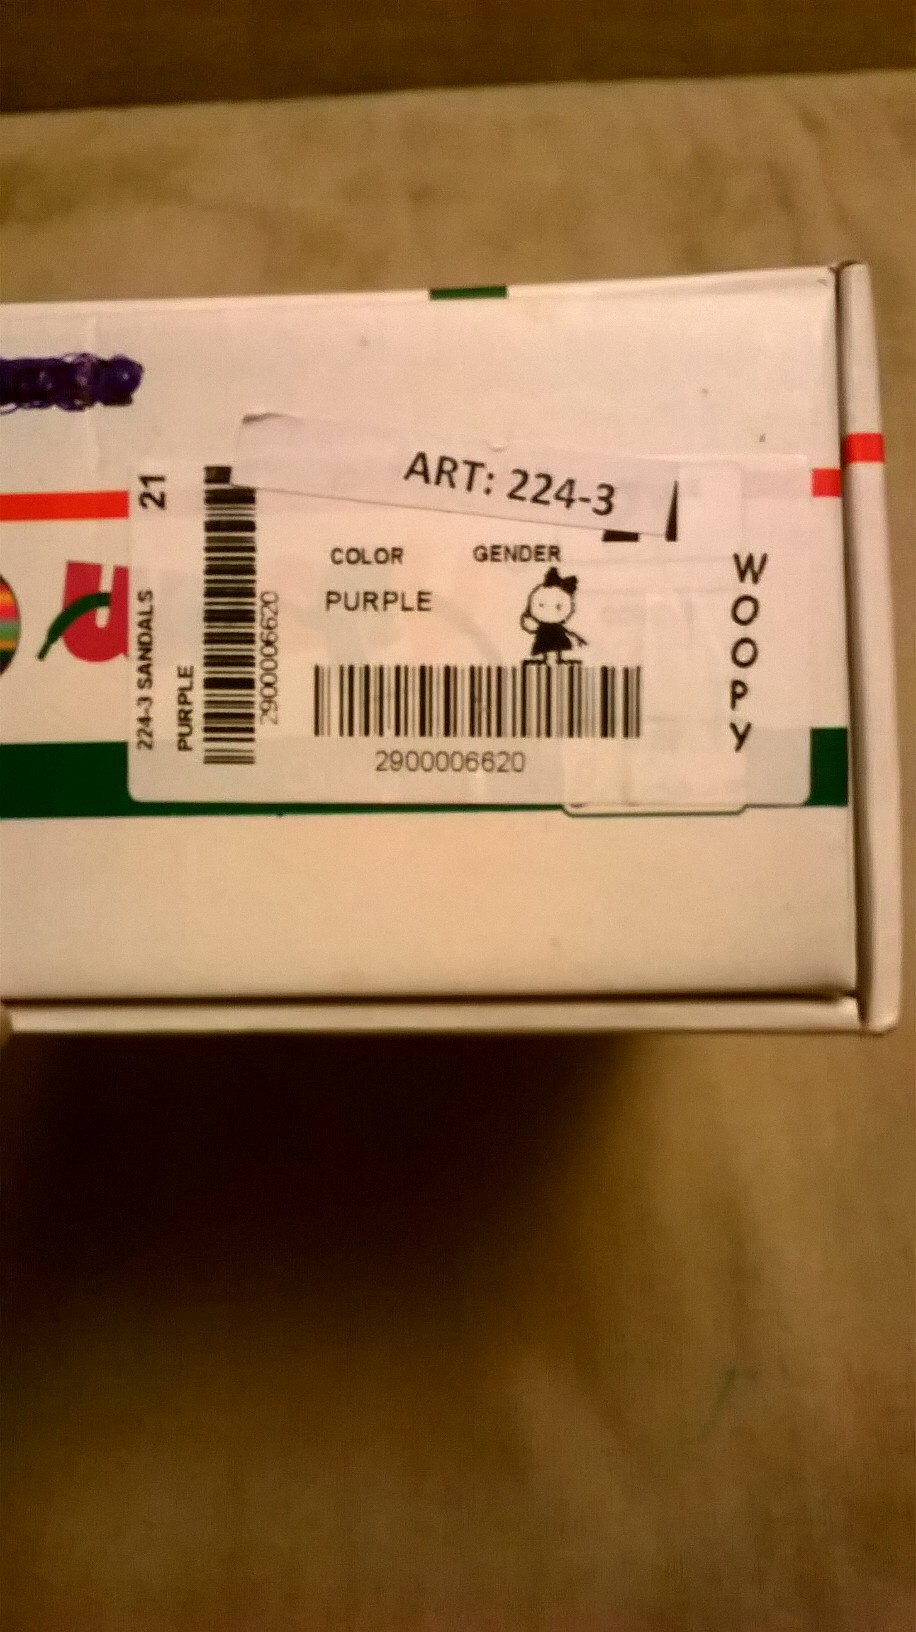 ART: 224-3
21
224-3 SANDALS
PURPLE
2900006620
COLOR
GENDER
PURPLE
2900006620
WOOPY